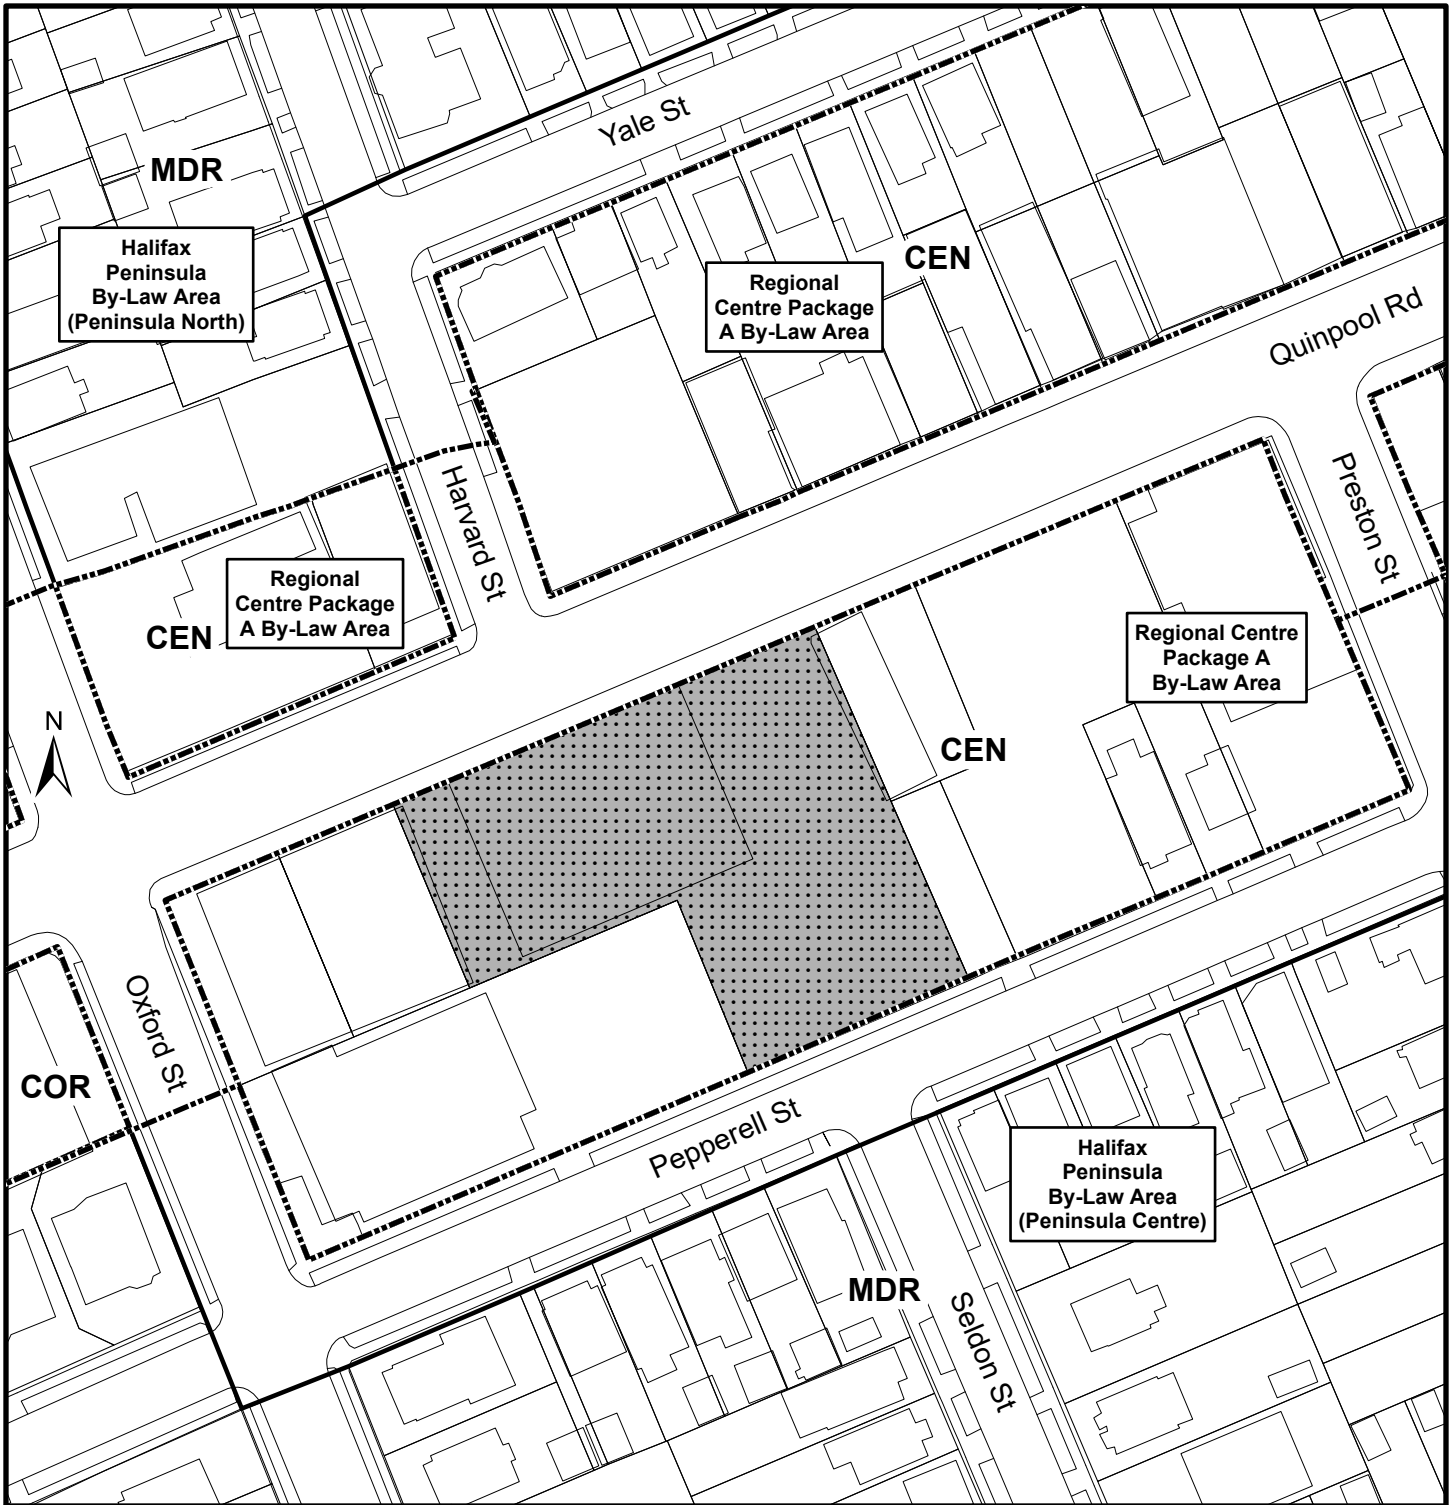 Yale St
MDR
Halifax
Peninsula
By-Law Area
(Peninsula North)
CEN
Regional
Centre Package
A By-Law Area
Quinpool Rd
Harvard St
Preston St
Regional
Centre Package
A By-Law Area
CEN
Regional Centre
Package A
By-Law Area
N
CEN
Oxford St
COR
Pepperell St
Halifax
Peninsula
By-Law Area
(Peninsula Centre)
MDR
Seldon St